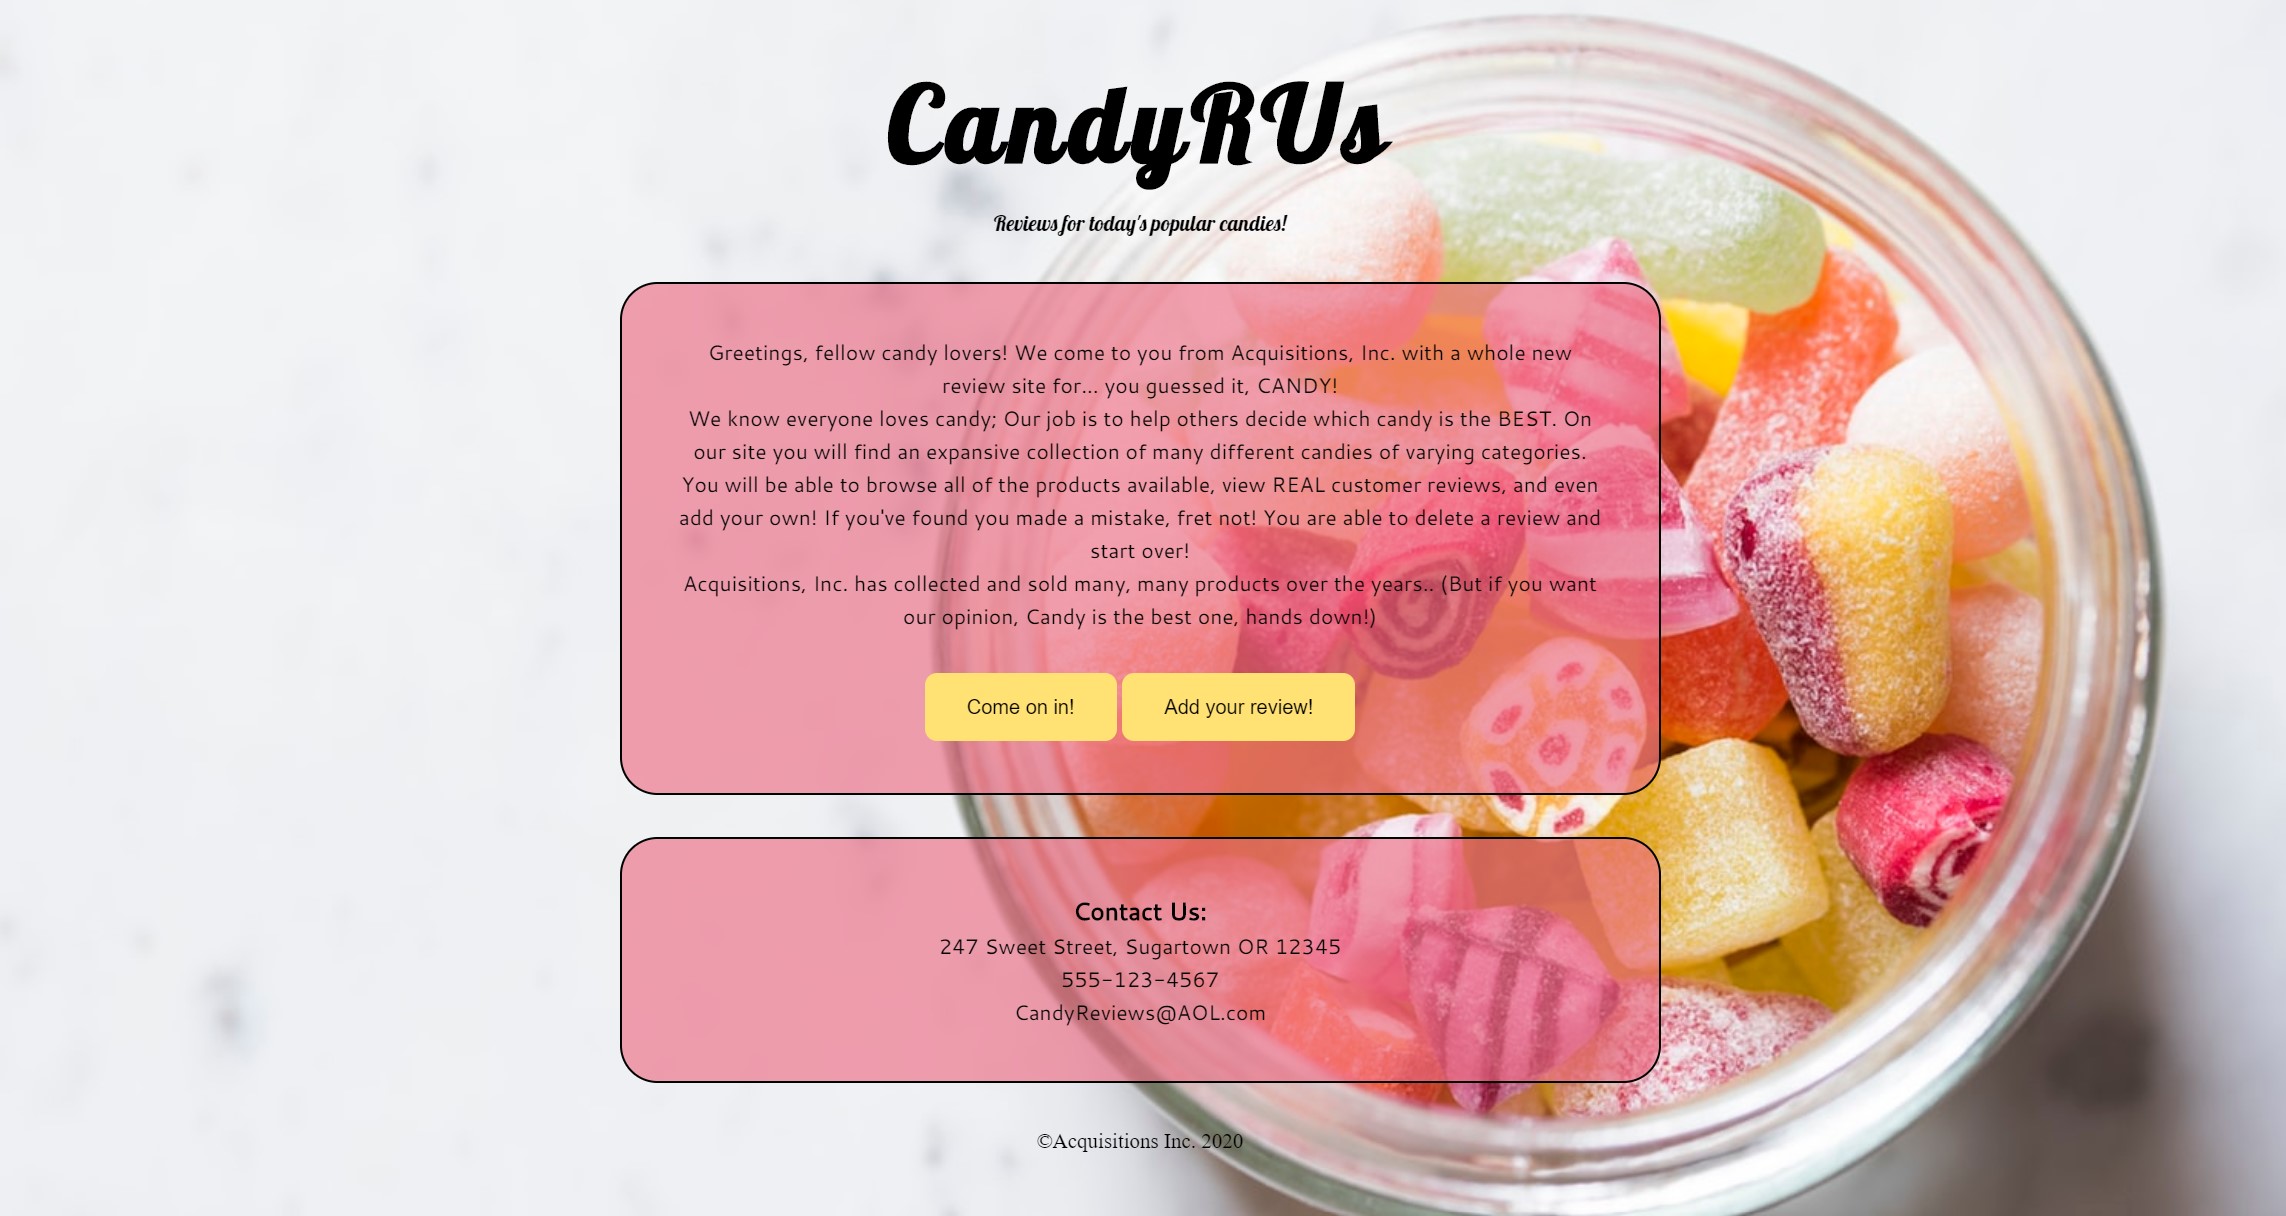 CandyRUs
Reviews for today's popular candies!
Greetings, fellow candy lovers! We come to you from Acquisitions, Inc. with a whole new
review site for... you guessed it, CANDY!
We know everyone loves candy; Our job is to help others decide which candy is the BEST. On
our site you will find an expansive collection of many different candies of varying categories.
You will be able to browse all of the products available, view REAL customer reviews, and even
add your own! If you've found you made a mistake, fret not! You are able to delete a review and
start over!
Acquisitions, Inc. has collected and sold many, many products over the years.. (But if you want
our opinion, Candy is the best one, hands down!)
Come on in! Add your review!
Contact Us:
247 Sweet Street, Sugartown OR 12345
555-123-4567
CandyReviews@AOL.com
©Acquisitions Inc. 2020